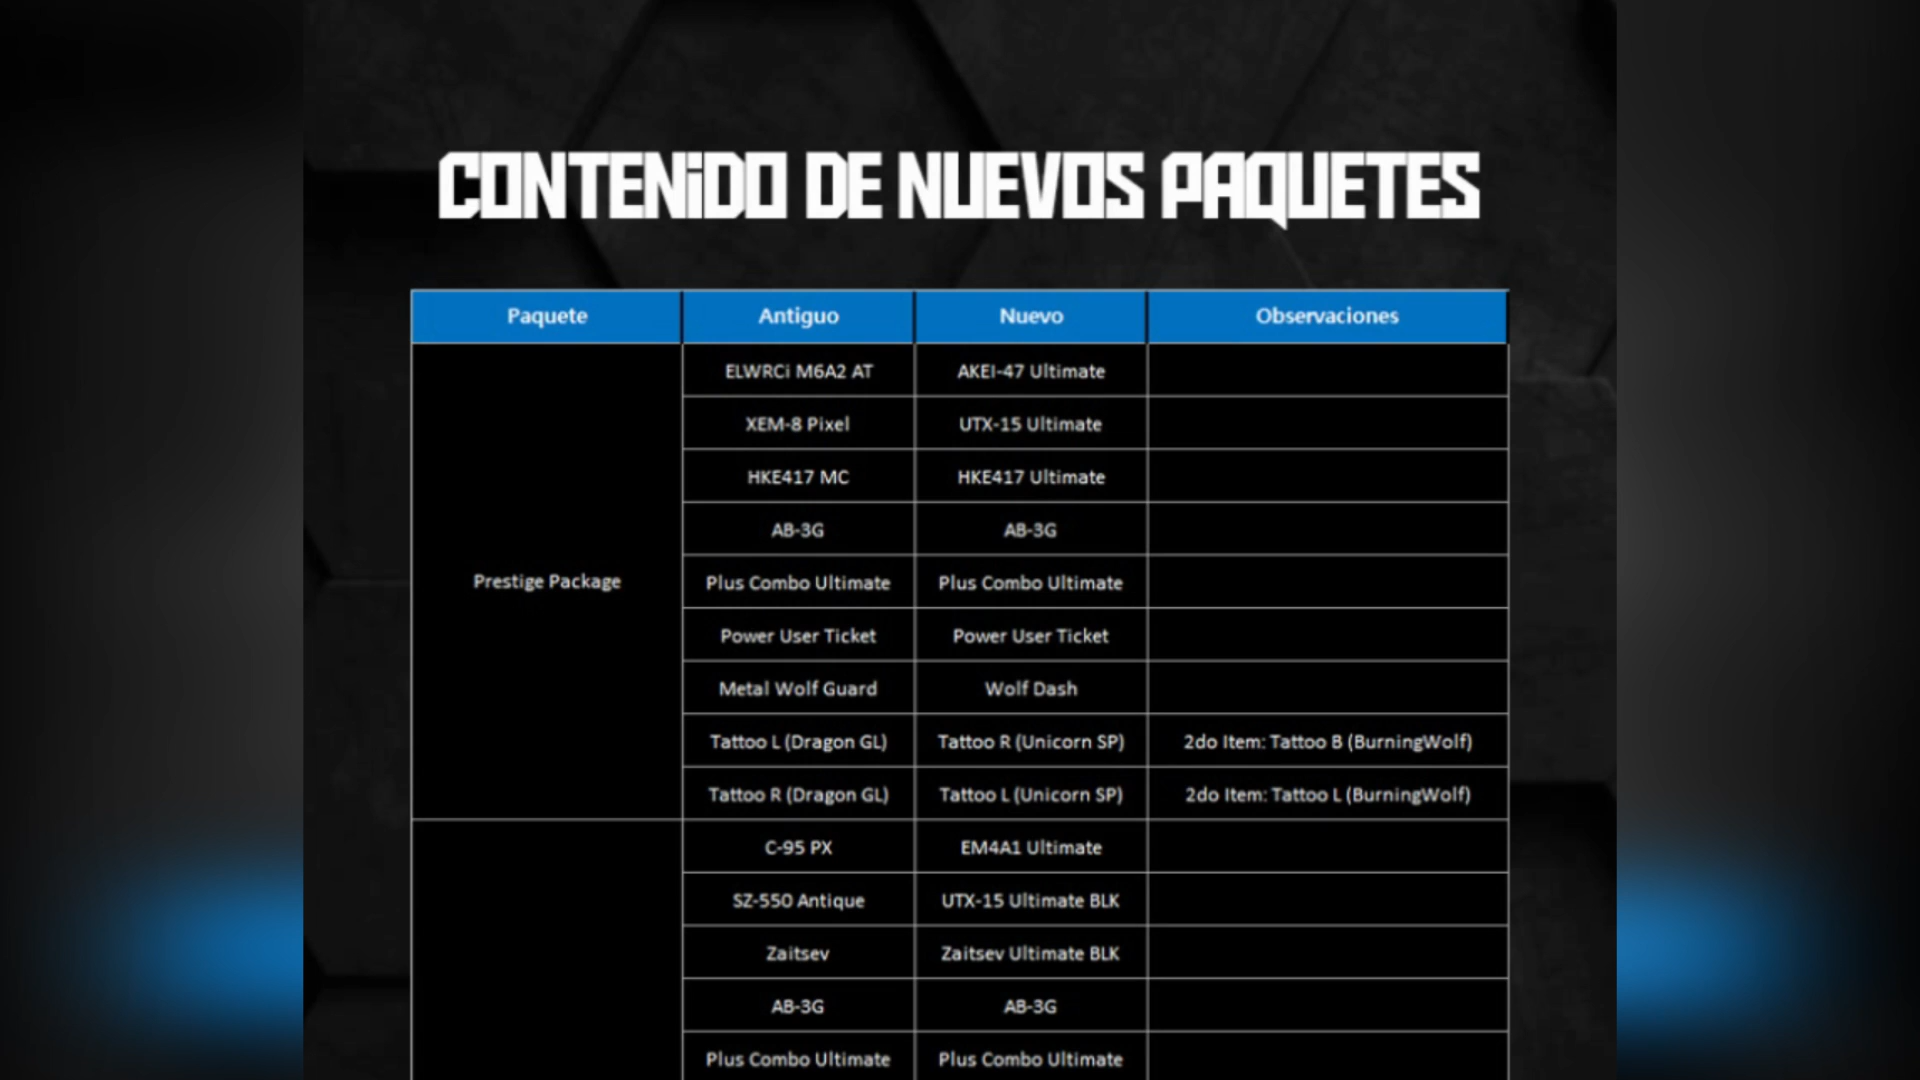 CONTENiDO DE NUEVOS PAQUETES
Paquete Antiguo Nuevo Observaciones
ELWRCi M6A2 AT AKEI-47 Ultimate
XEM-8 Pixel UTX-15 Ultimate
HKE417 MC HKE417 Ultimate
AB-3G AB-3G
Prestige Package Plus Combo Ultimate Plus Combo Ultimate
Power User Ticket Power User Ticket
Metal Wolf Guard Wolf Dash
Tattoo L (Dragon GL) Tattoo R (Unicorn SP) 2do Item: Tattoo B (BurningWolf)
Tattoo R (Dragon GL) Tattoo L (Unicorn SP) 2do Item: Tattoo L (BurningWolf)
C-95 PX EM4A1 Ultimate
SZ-550 Antique UTX-15 Ultimate BLK
Zaitsev Zaitsev Ultimate BLK
AB-3G AB-3G
Plus Combo Ultimate Plus Combo Ultimate